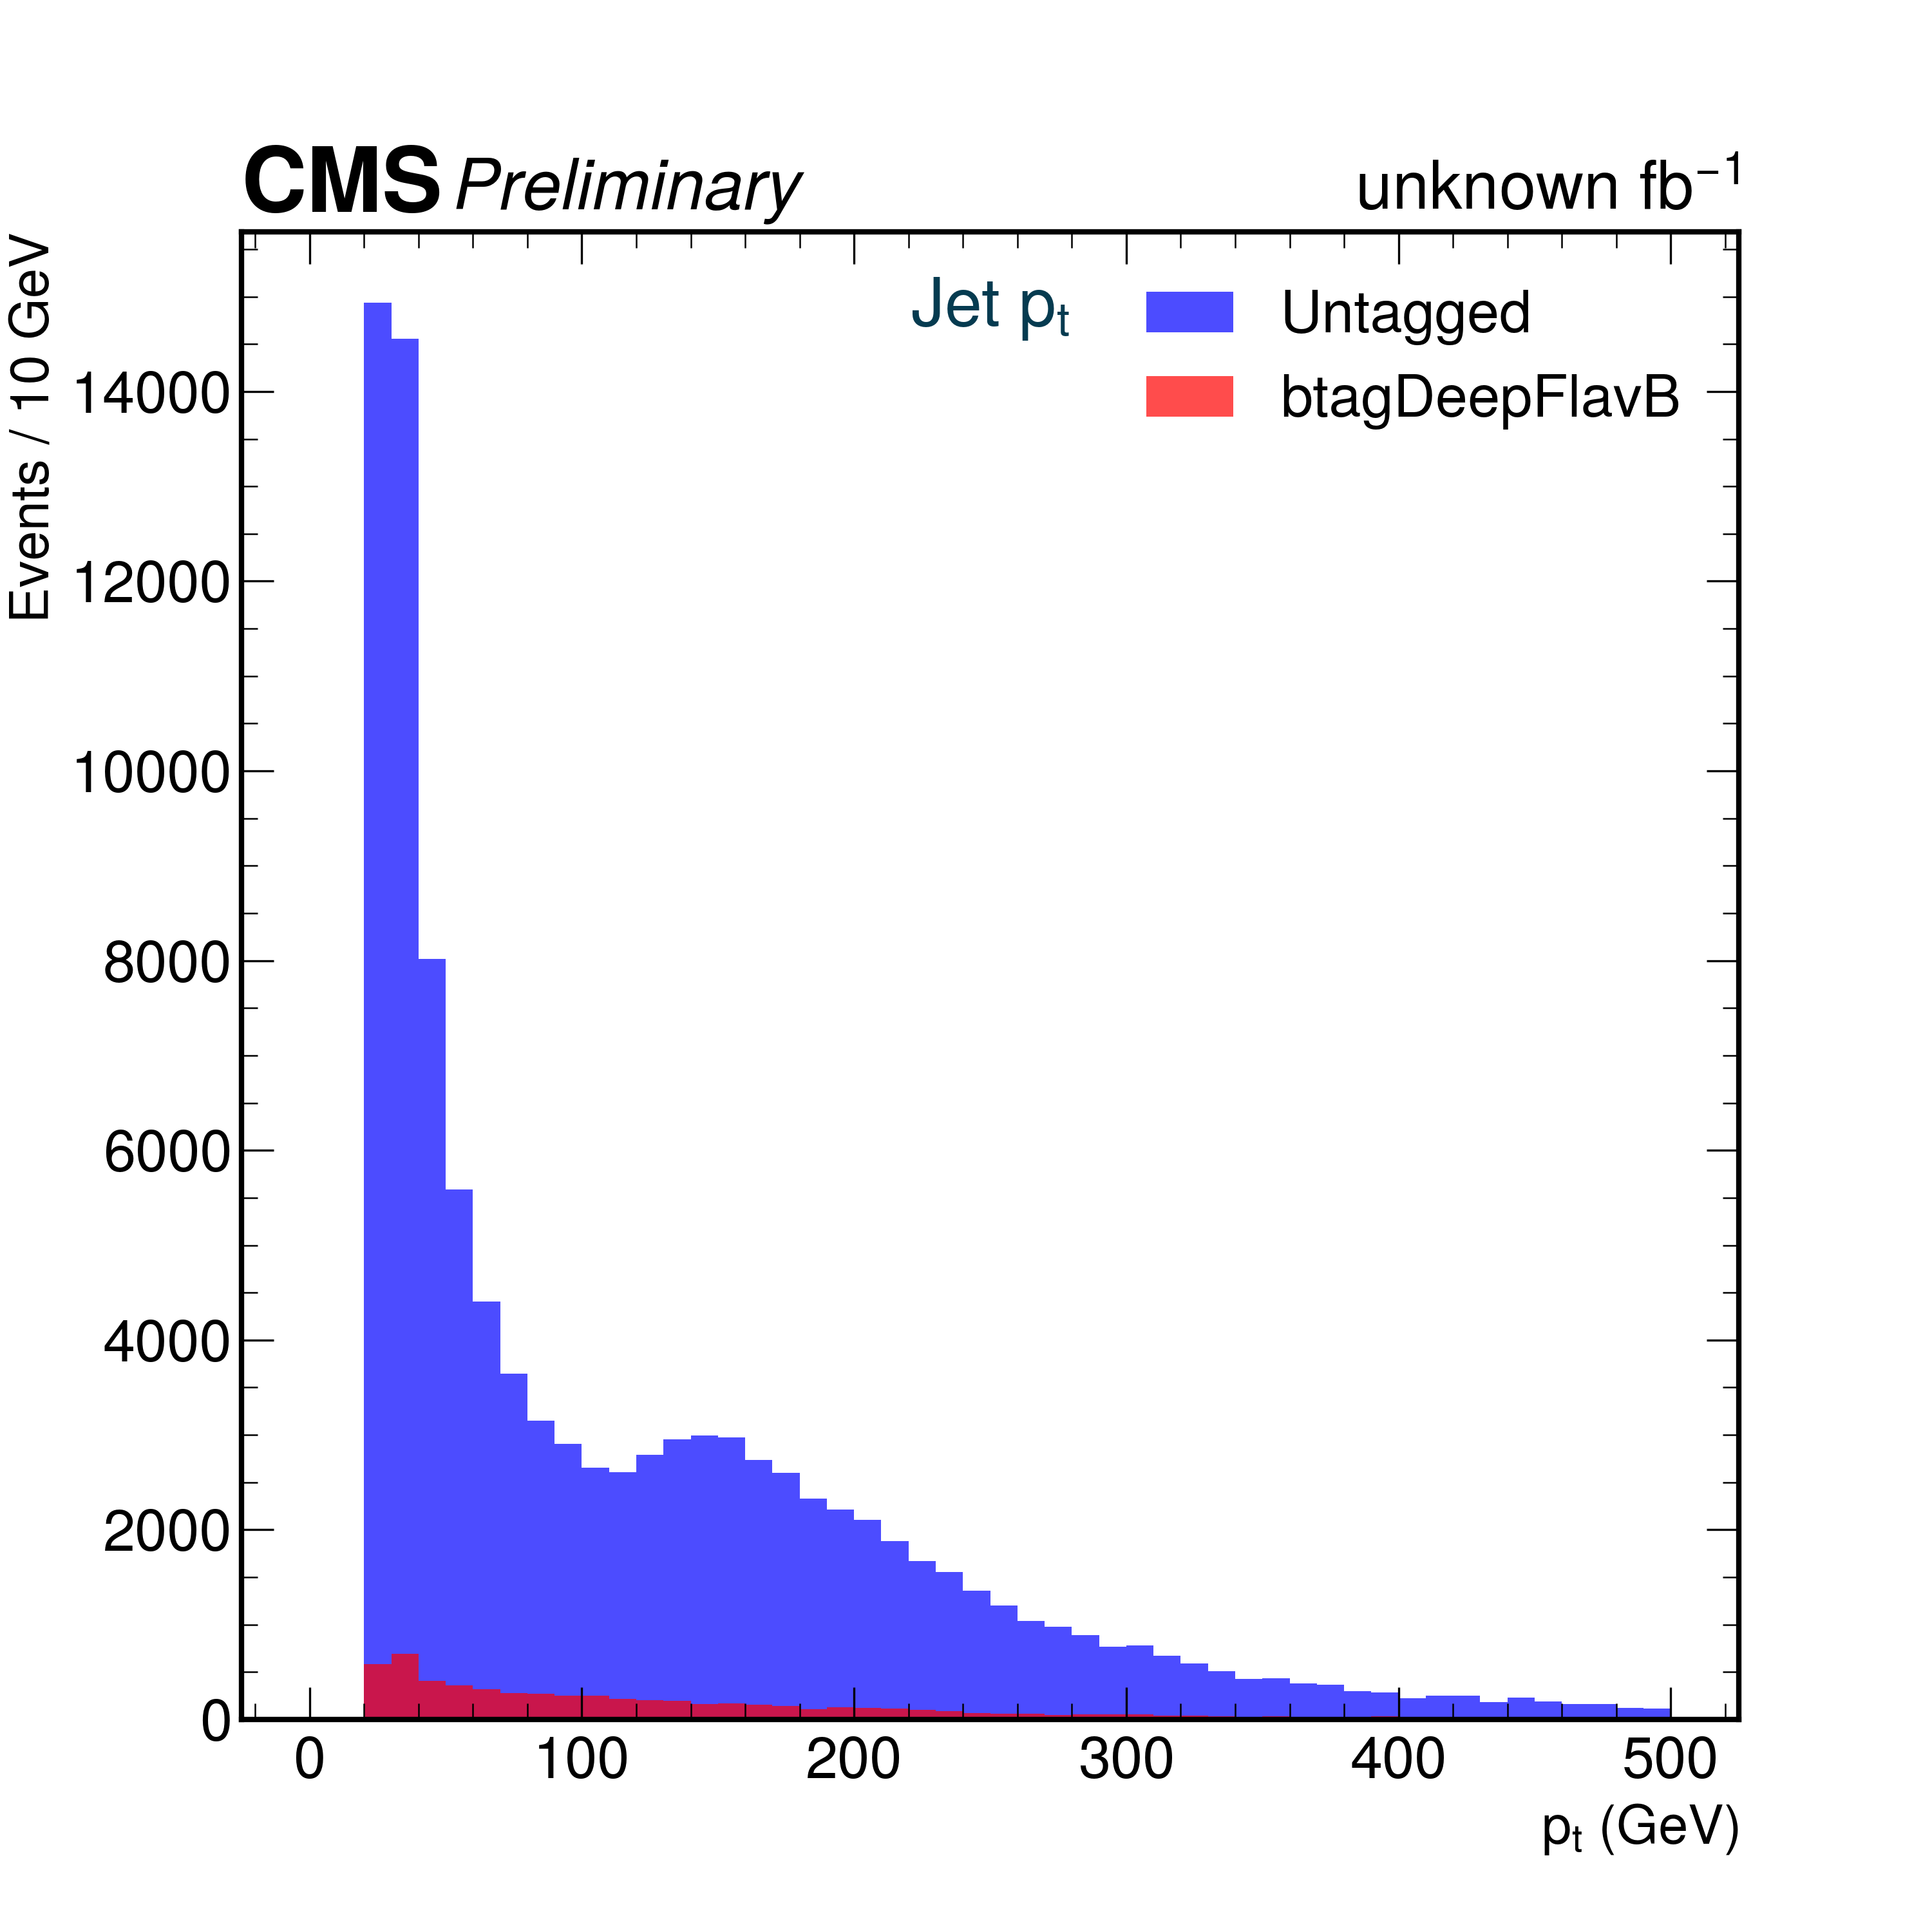 CMS Preliminary
unknown fb⁻¹
Events / 10 GeV
Jet pₜ
Untagged
btagDeepFlavB
14000
12000
10000
8000
6000
4000
2000
0
0 100 200 300 400 500
pₜ (GeV)